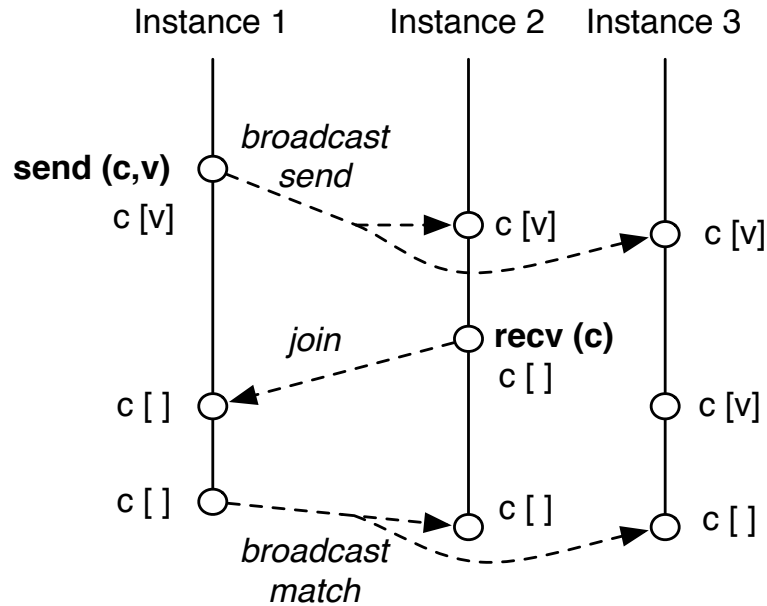 Instance 1
Instance 2
Instance 3
broadcast
send
send (c,v)
c [v]
c [v]
c [v]
join
recv (c)
c [ ]
c [ ]
c [v]
c [ ]
c [ ]
c [ ]
broadcast
match